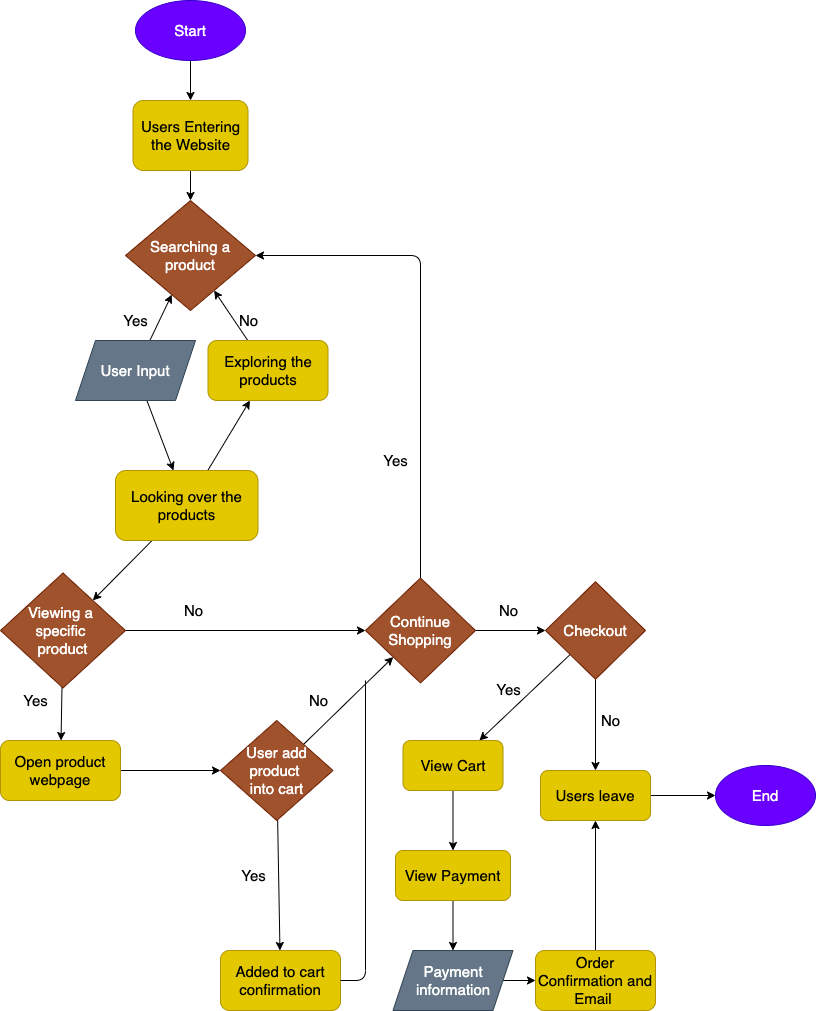 Start
Users Entering
the Website
Searching a
product
Yes
No
User Input
Exploring the
products
Yes
Looking over the
products
Viewing a
specific
product
No
Continue
Shopping
No
Checkout
Yes
Yes
No
No
Open product
webpage
User add
product
into cart
View Cart
Users leave
End
Yes
View Payment
Added to cart
confirmation
Payment
information
Order
Confirmation and
Email